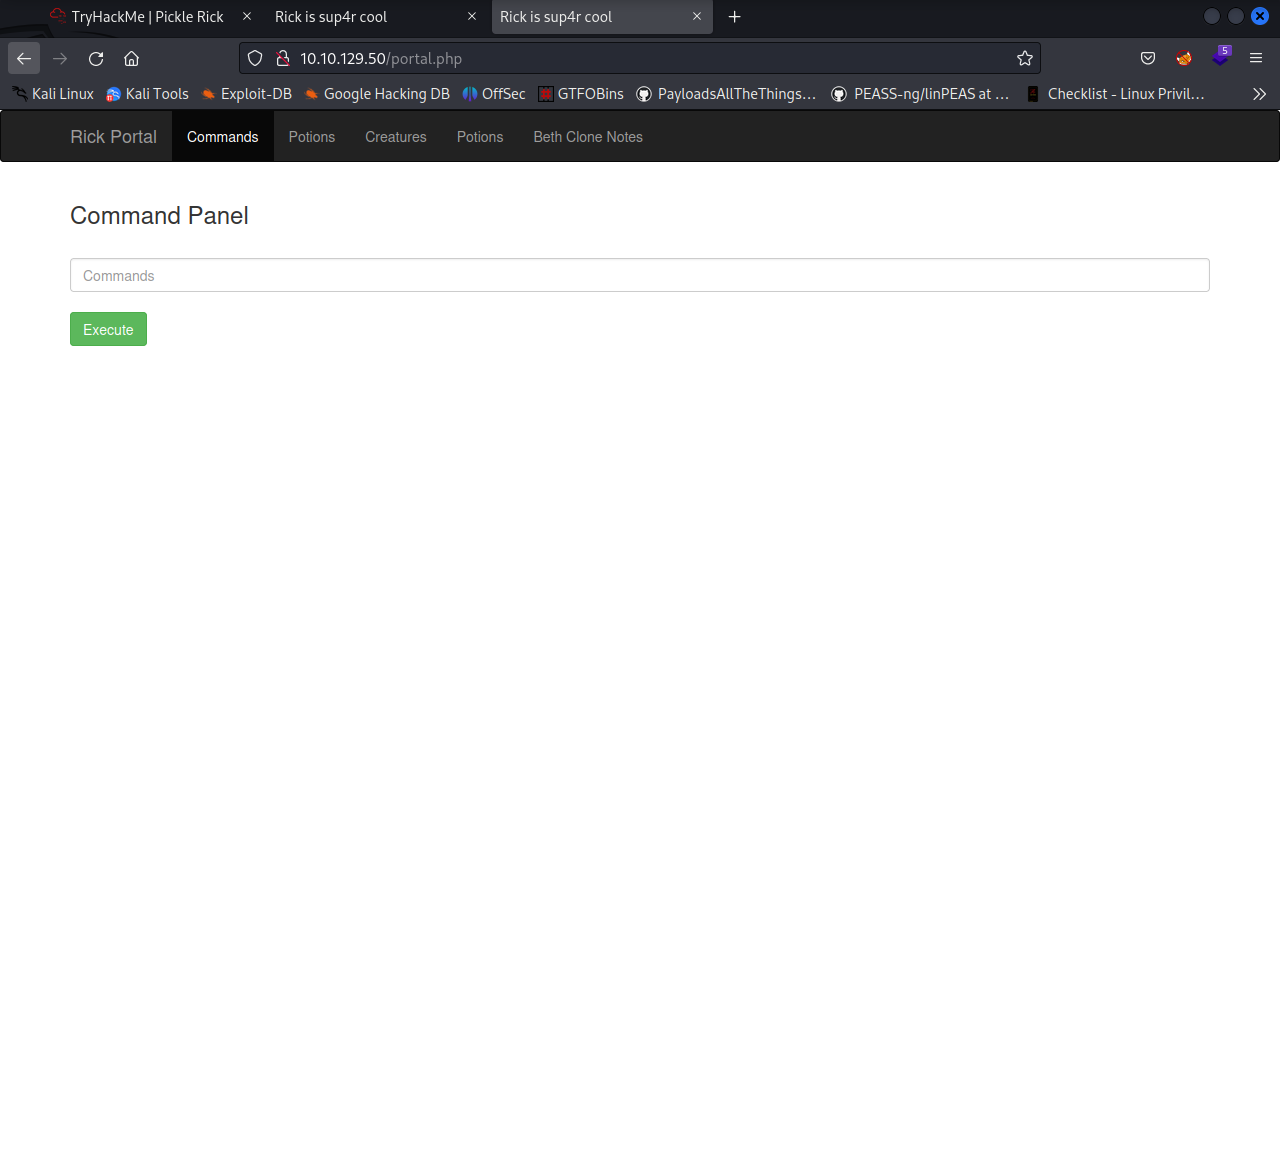 TryHackMe | Pickle Rick Rick is sup4r cool Rick is sup4r cool
10.10.129.50/portal.php 5
Kali Linux Kali Tools Exploit-DB Google Hacking DB OffSec GTFOBins PayloadsAllTheThings… PEASS-ng/linPEAS at … Checklist - Linux Privil…
Rick Portal Commands Potions Creatures Potions Beth Clone Notes
Command Panel
Commands
Execute